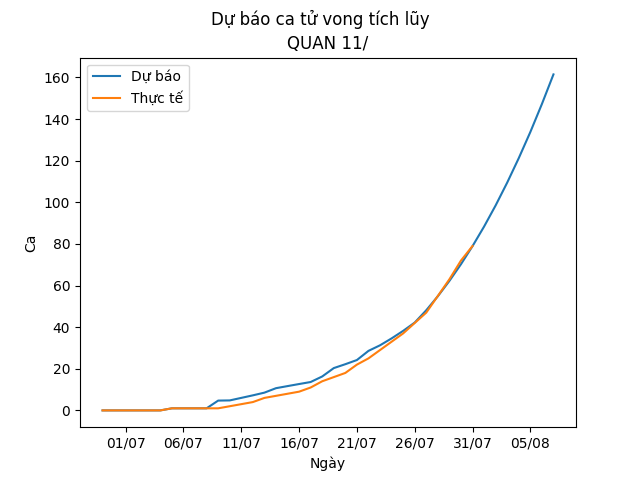 Dự báo ca tử vong tích lũy
QUAN 11/
Dự báo
Thực tế
Ca
160
140
120
100
80
60
40
20
0
01/07 06/07 11/07 16/07 21/07 26/07 31/07 05/08
Ngày